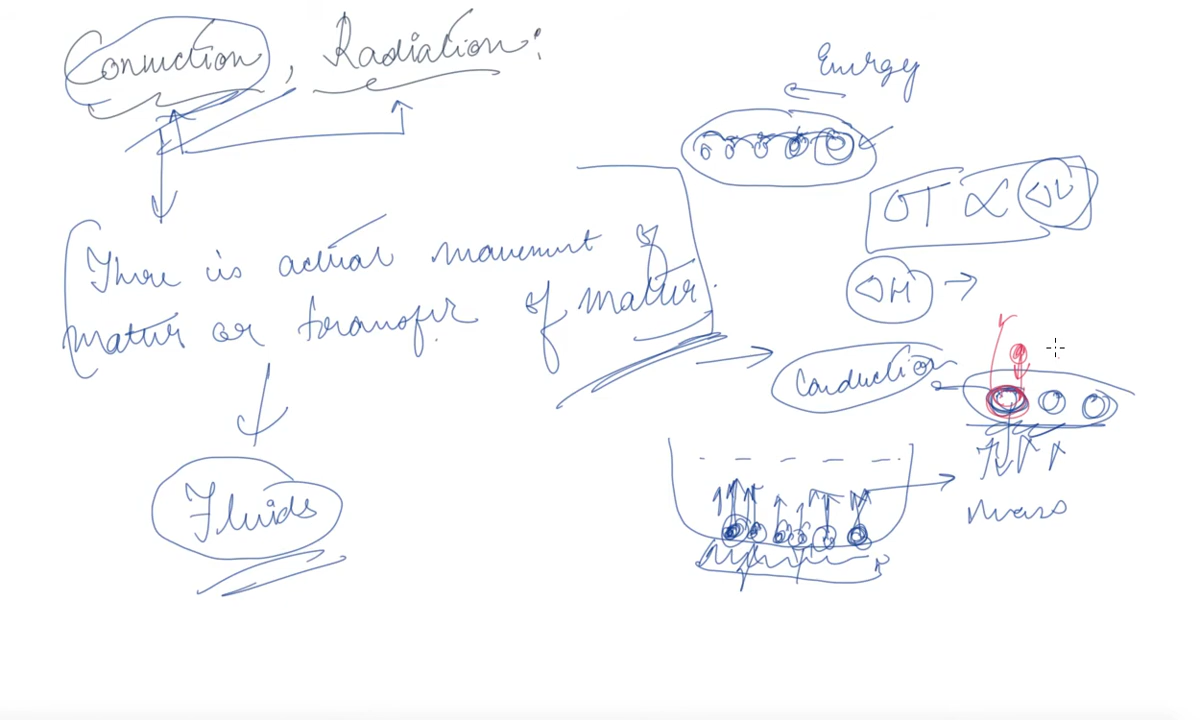 Convection, Radiation:
There is actual movement of
matter or transfer of matter.
Fluids
Energy
ΔT ∝ ΔU
ΔH →
Conduction
mass